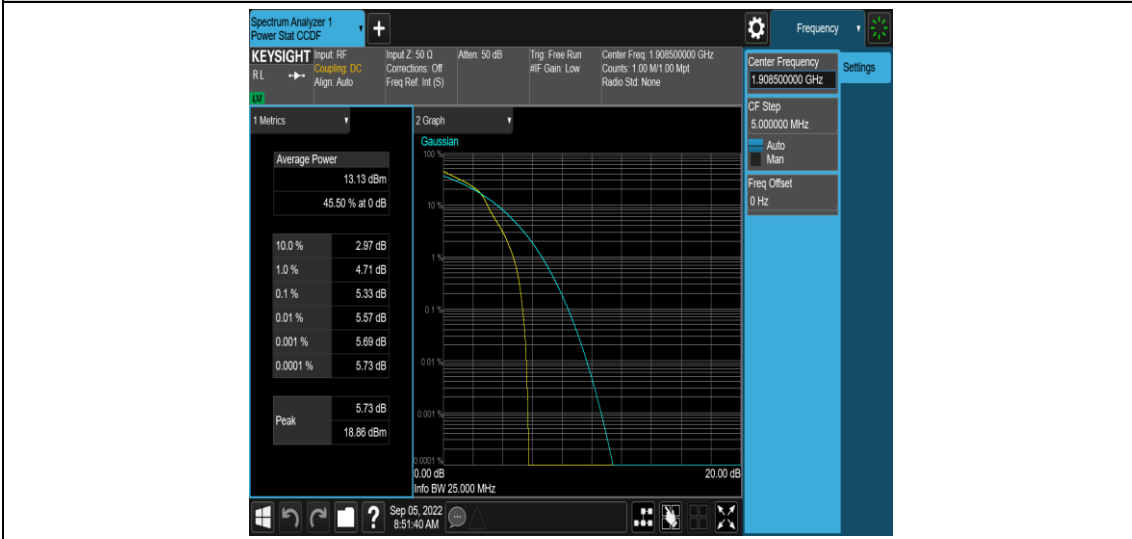 Spectrum Analyzer 1
Power Stat CCDF
+
Frequency
KEYSIGHT
RL
LXI
Input: RF
Coupling: DC
Align: Auto
Input Z: 50 Ω
Corrections: Off
Freq Ref: Int (S)
Atten: 50 dB
Trig: Free Run
#IF Gain: Low
Center Freq: 1.908500000 GHz
Counts: 1.00 M/1.00 Mpt
Radio Std: None
Center Frequency
1.908500000 GHz
Settings
CF Step
5.000000 MHz
Auto
Man
Freq Offset
0 Hz
1 Metrics
Average Power
13.13 dBm
45.50 % at 0 dB
10.0 % 2.97 dB
1.0 % 4.71 dB
0.1 % 5.33 dB
0.01 % 5.57 dB
0.001 % 5.69 dB
0.0001 % 5.73 dB
Peak
5.73 dB
18.86 dBm
2 Graph
Gaussian
100 %
10 %
1 %
0.1 %
0.01 %
0.001 %
0.0001 %
0.00 dB 20.00 dB
Info BW 25.000 MHz
?
Sep 05, 2022
8:51:40 AM